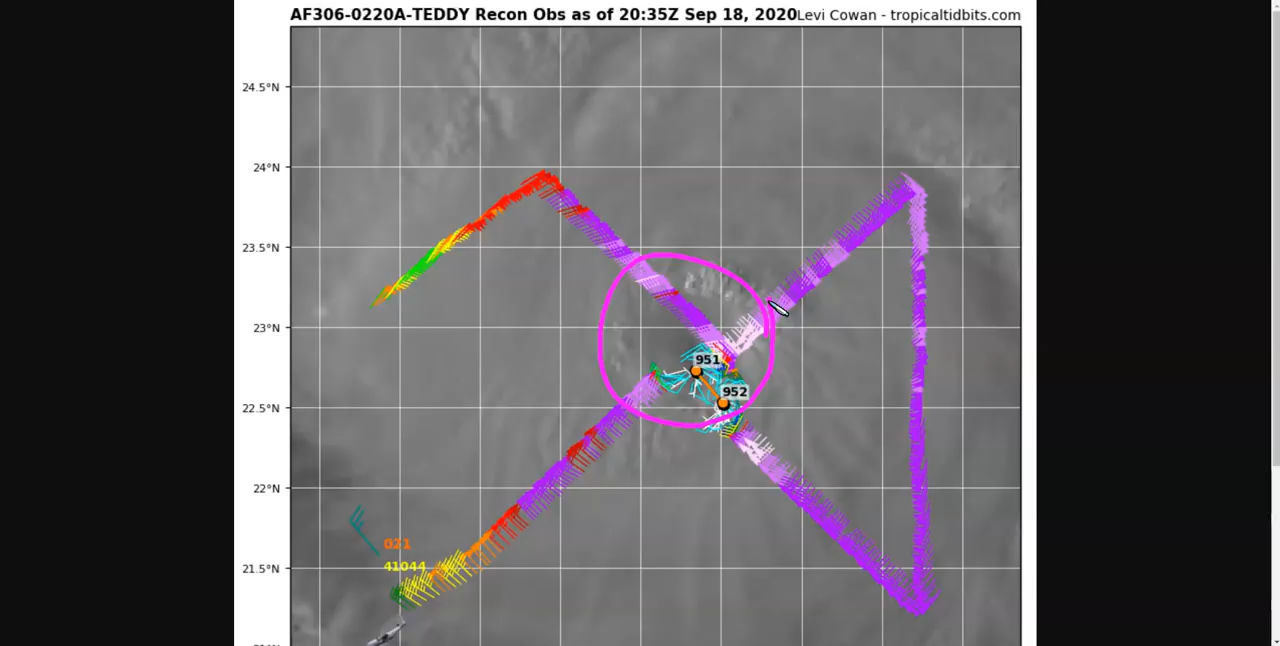 AF306-0220A-TEDDY Recon Obs as of 20:35Z Sep 18, 2020 Levi Cowan - tropicaltidbits.com
24.5°N
24°N
23.5°N
23°N
951
952
22.5°N
22°N
021
41044
21.5°N